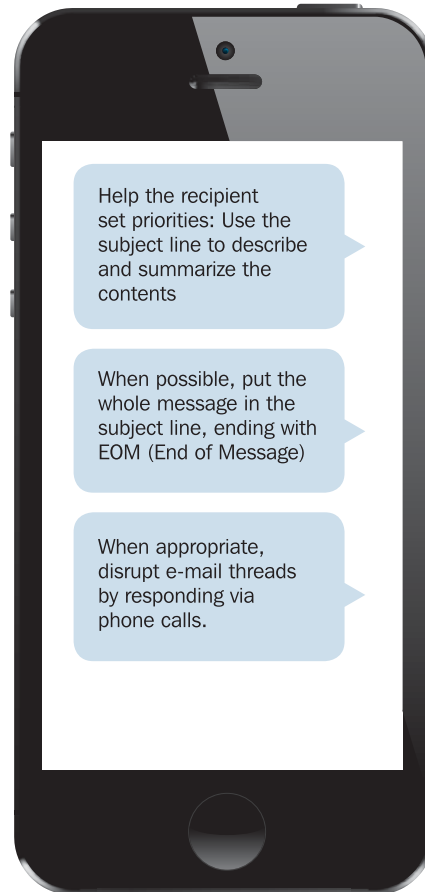 Help the recipient
set priorities: Use the
subject line to describe
and summarize the
contents
When possible, put the
whole message in the
subject line, ending with
EOM (End of Message)
When appropriate,
disrupt e-mail threads
by responding via
phone calls.